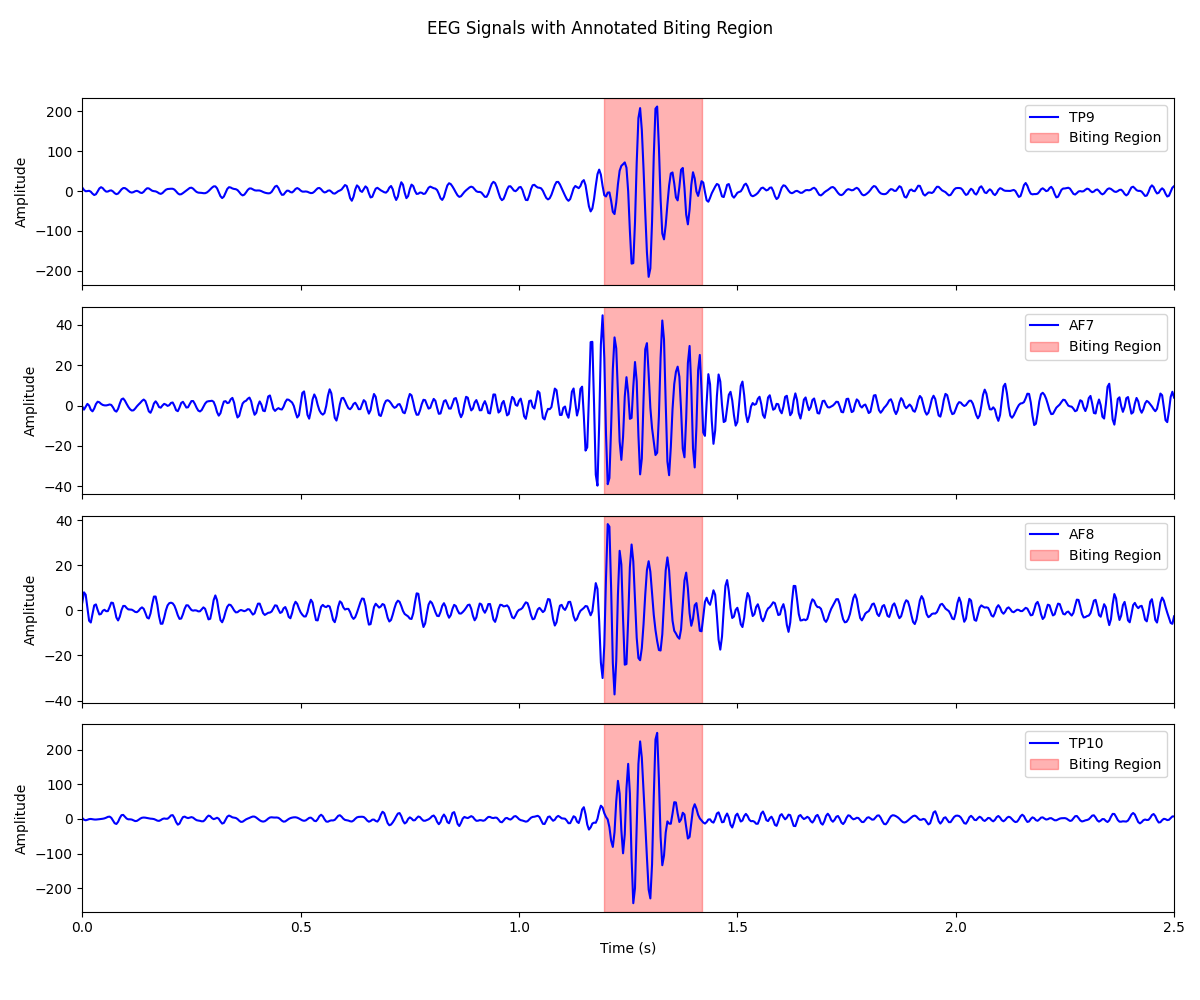 EEG Signals with Annotated Biting Region
200
100
0
−100
−200
Amplitude
TP9
Biting Region
40
20
0
−20
−40
Amplitude
AF7
Biting Region
40
20
0
−20
−40
Amplitude
AF8
Biting Region
200
100
0
−100
−200
Amplitude
TP10
Biting Region
0.0 0.5 1.0 1.5 2.0 2.5
Time (s)